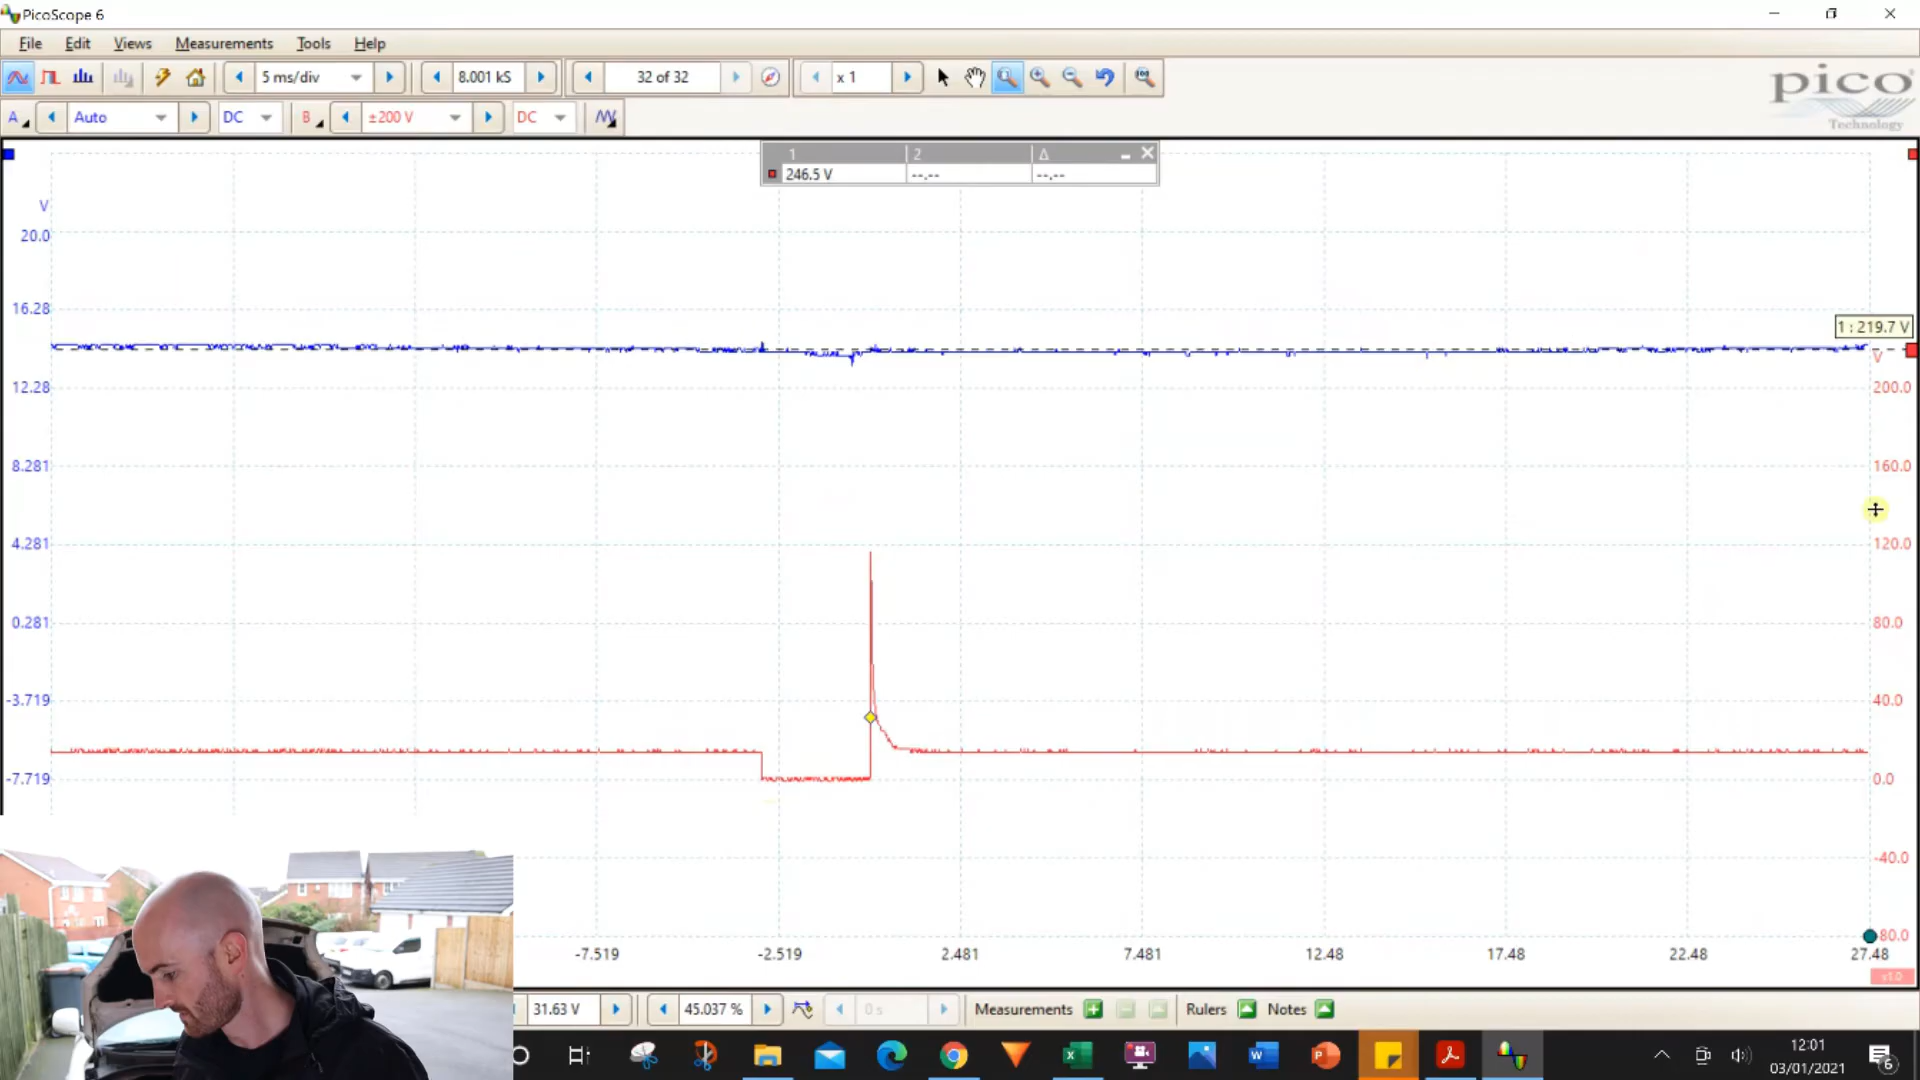 PicoScope 6
File Edit Views Measurements Tools Help
5 ms/div 8.001 kS 32 of 32 x 1
pico
Technology
A Auto DC B ±200 V DC
1 2 Δ
246.5 V --.-- --.--
V
20.0
16.28
1 : 219.7 V
V
12.28 200.0
8.281 160.0
4.281 120.0
0.281 80.0
-3.719 40.0
-7.719 0.0
-40.0
-80.0
-7.519 -2.519 2.481 7.481 12.48 17.48 22.48 27.48
x1.0
31.63 V 45.037 % 0 s Measurements Rulers Notes
12:01
03/01/2021
6